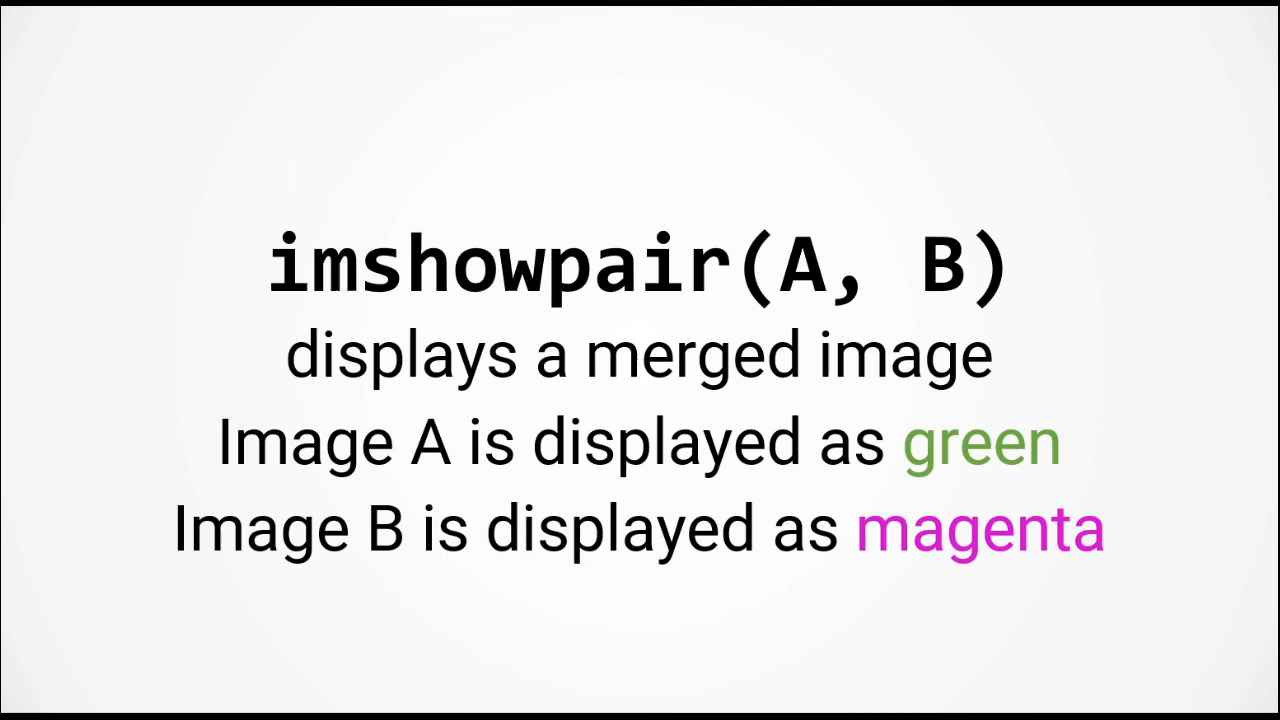 imshowpair(A, B)
displays a merged image
Image A is displayed as green
Image B is displayed as magenta